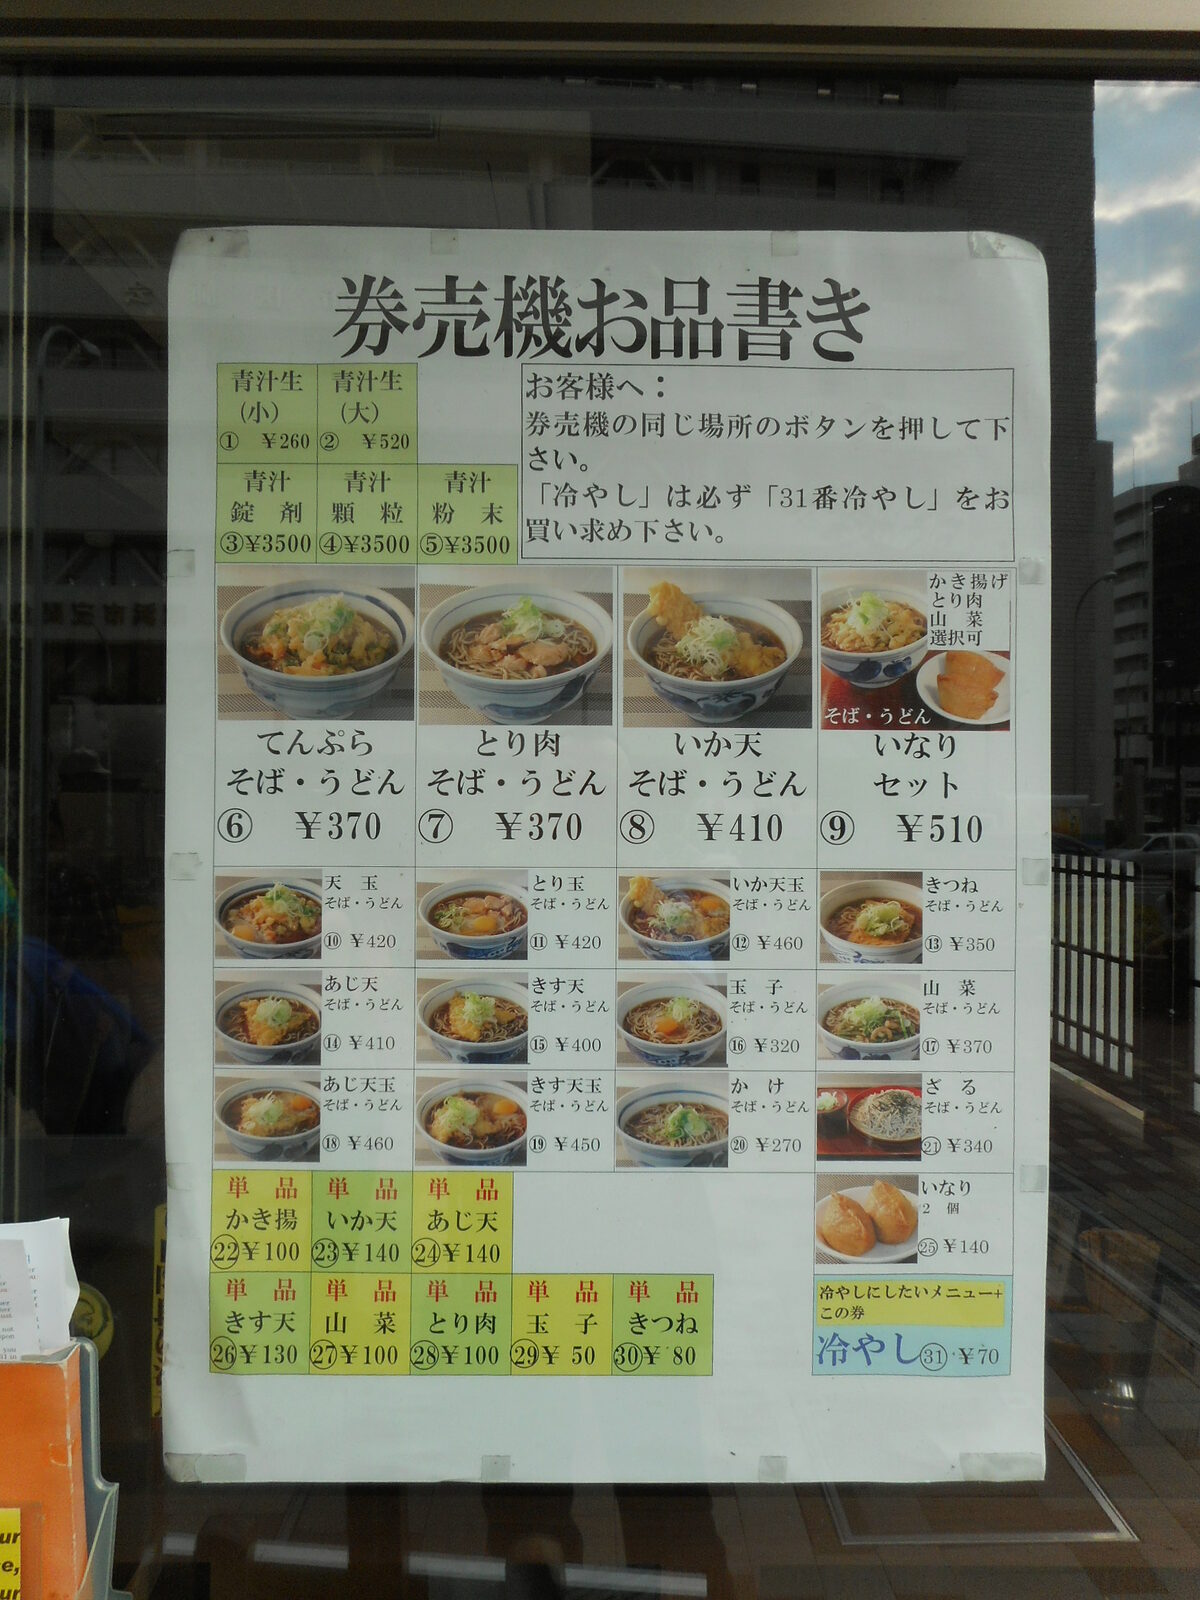 券売機お品書き
青汁生
(小)
① ¥260
青汁生
(大)
② ¥520
お客様へ：
券売機の同じ場所のボタンを押して下
さい。
「冷やし」は必ず「31番冷やし」をお
買い求め下さい。
青汁
錠 剤
③¥3500
青汁
顆 粒
④¥3500
青汁
粉 末
⑤¥3500
てんぷら
そば・うどん
⑥ ¥370
とり肉
そば・うどん
⑦ ¥370
いか天
そば・うどん
⑧ ¥410
かき揚げ
とり肉
山 菜
選択可
そば・うどん
いなり
セット
⑨ ¥510
天 玉
そば・うどん
⑩ ¥420
とり玉
そば・うどん
⑪ ¥420
いか天玉
そば・うどん
⑫ ¥460
きつね
そば・うどん
⑬ ¥350
あじ天
そば・うどん
⑭ ¥410
きす天
そば・うどん
⑮ ¥400
玉 子
そば・うどん
⑯ ¥320
山 菜
そば・うどん
⑰ ¥370
あじ天玉
そば・うどん
⑱ ¥460
きす天玉
そば・うどん
⑲ ¥450
か け
そば・うどん
⑳ ¥270
ざ る
そば・うどん
㉑ ¥340
単 品
かき揚
㉒¥100
単 品
いか天
㉓¥140
単 品
あじ天
㉔¥140
いなり
2 個
㉕ ¥140
単 品
きす天
㉖¥130
単 品
山 菜
㉗¥100
単 品
とり肉
㉘¥100
単 品
玉 子
㉙¥ 50
単 品
きつね
㉚¥ 80
冷やしにしたいメニュー+
この券
冷やし㉛ ¥70